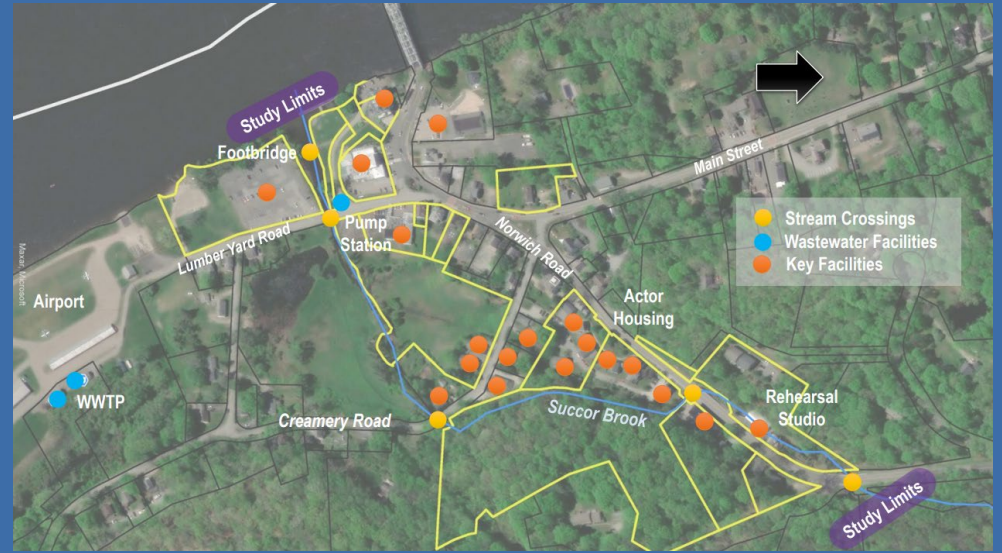 Study Limits
Footbridge
Main Street
Pump
Station
Lumber Yard Road
Norwich Road
Stream Crossings
Wastewater Facilities
Key Facilities
Maxar, Microsoft
Airport
Actor
Housing
WWTP
Creamery Road
Succor Brook
Rehearsal
Studio
Study Limits